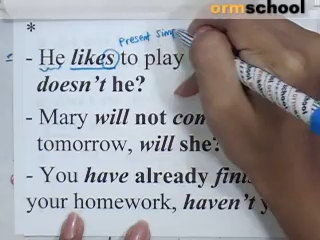 ormschool
*
present simp
- He likes to play
doesn't he?
- Mary will not com
tomorrow, will she?
- You have already fini
your homework, haven't y